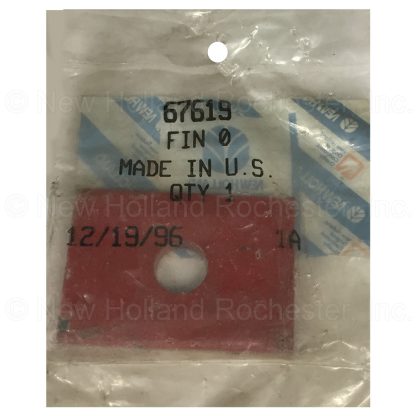 67619
FIN 0
MADE IN U.S.
QTY 1
12/19/96 1A
© New Holland Rochester, Inc.
© New Holland Rochester, Inc.
© New Holland Rochester, Inc.